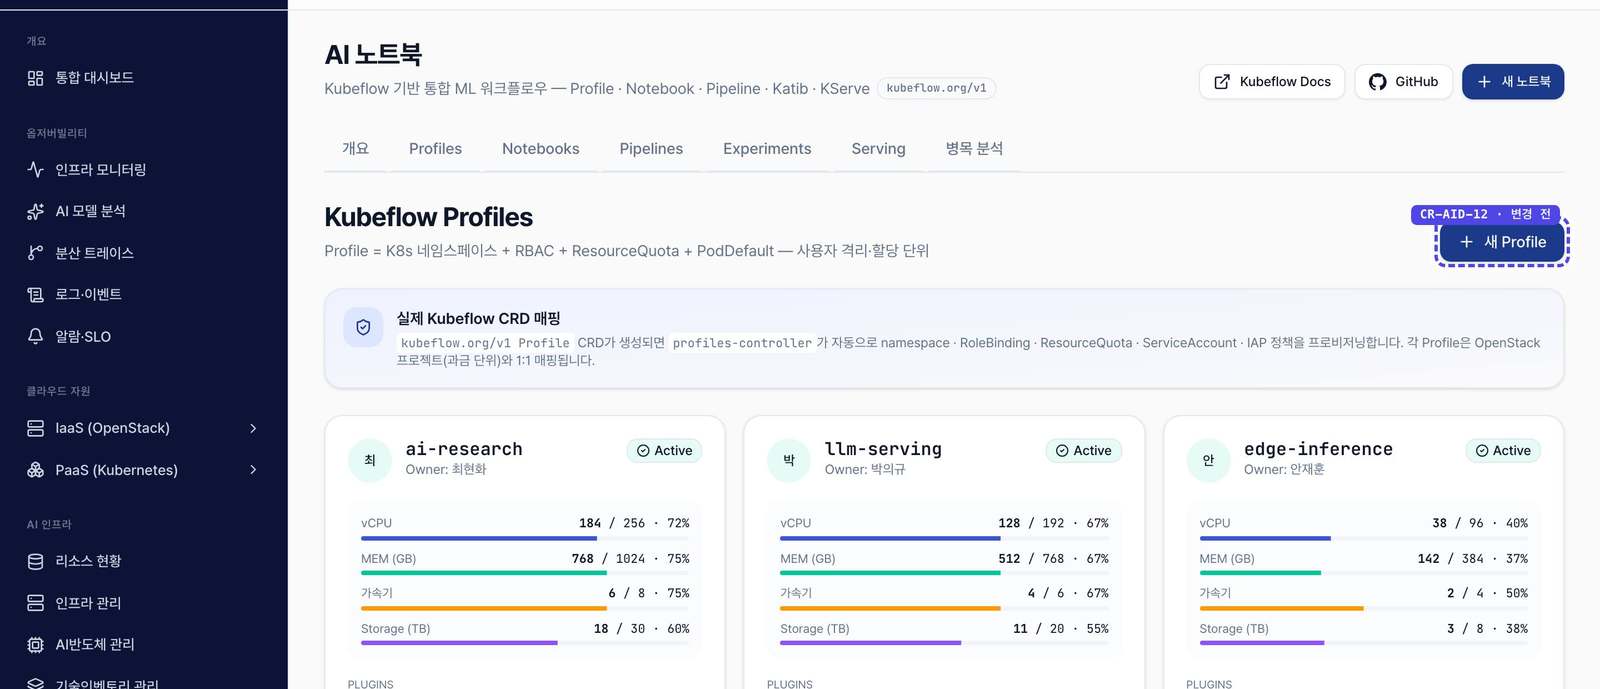 개요
통합 대시보드
옵저버빌리티
인프라 모니터링
AI 모델 분석
분산 트레이스
로그·이벤트
알람·SLO
클라우드 자원
IaaS (OpenStack)
PaaS (Kubernetes)
AI 인프라
리소스 현황
인프라 관리
AI반도체 관리
기술인벤토리 관리
AI 노트북
Kubeflow 기반 통합 ML 워크플로우 — Profile · Notebook · Pipeline · Katib · KServe kubeflow.org/v1
Kubeflow Docs
GitHub
새 노트북
개요 Profiles Notebooks Pipelines Experiments Serving 병목 분석
Kubeflow Profiles
Profile = K8s 네임스페이스 + RBAC + ResourceQuota + PodDefault — 사용자 격리·할당 단위
CR-AID-12 · 변경 전
새 Profile
실제 Kubeflow CRD 매핑
kubeflow.org/v1 Profile CRD가 생성되면 profiles-controller 가 자동으로 namespace · RoleBinding · ResourceQuota · ServiceAccount · IAP 정책을 프로비저닝합니다. 각 Profile은 OpenStack
프로젝트(과금 단위)와 1:1 매핑됩니다.
최
ai-research
Owner: 최현화
Active
vCPU 184 / 256 · 72%
MEM (GB) 768 / 1024 · 75%
가속기 6 / 8 · 75%
Storage (TB) 18 / 30 · 60%
PLUGINS
박
llm-serving
Owner: 박의규
Active
vCPU 128 / 192 · 67%
MEM (GB) 512 / 768 · 67%
가속기 4 / 6 · 67%
Storage (TB) 11 / 20 · 55%
PLUGINS
안
edge-inference
Owner: 안재훈
Active
vCPU 38 / 96 · 40%
MEM (GB) 142 / 384 · 37%
가속기 2 / 4 · 50%
Storage (TB) 3 / 8 · 38%
PLUGINS